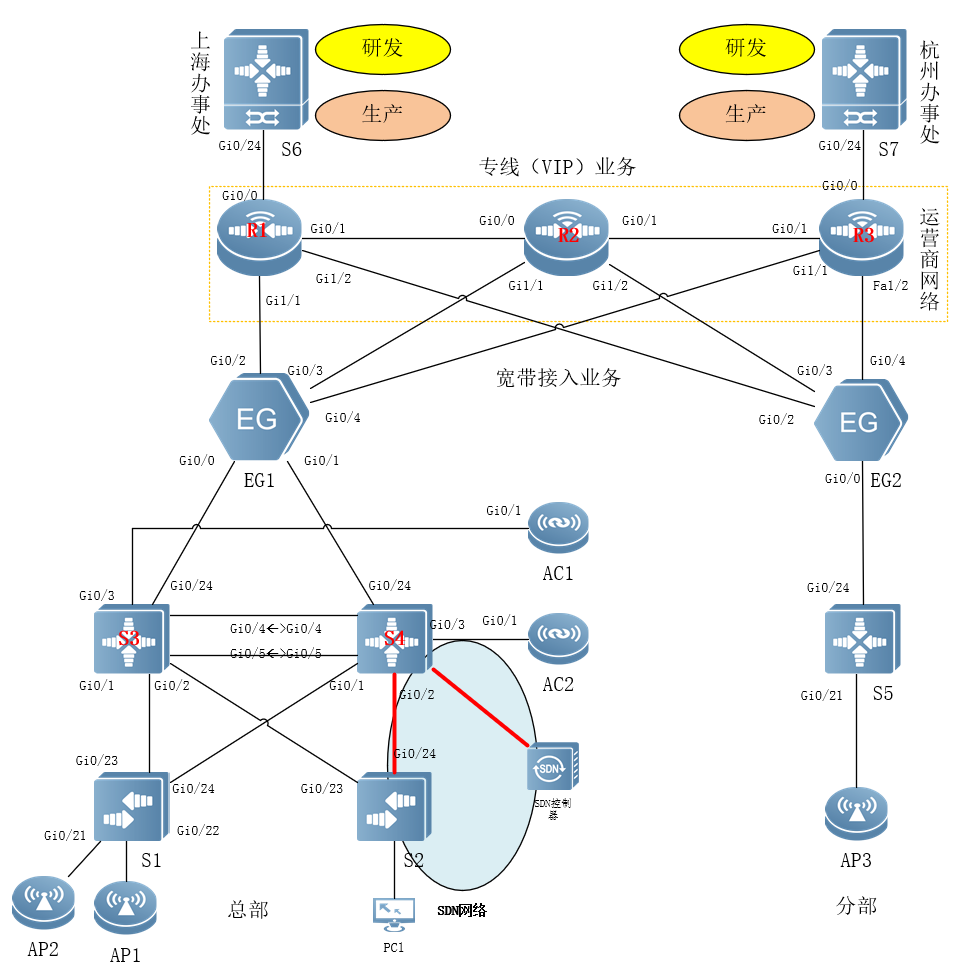 上海办事处
研发
生产
研发
生产
杭州办事处
Gi0/24
S6
Gi0/24
S7
专线（VIP）业务
Gi0/0
Gi0/0
R1
Gi0/1
Gi0/0
R2
Gi0/1
Gi0/1
R3
运营商网络
Gi1/2
Gi1/1
Gi1/1
Gi1/2
Gi1/1
Fa1/2
Gi0/2
Gi0/3
宽带接入业务
Gi0/3
Gi0/4
EG
Gi0/4
Gi0/2
EG
Gi0/0
Gi0/1
EG1
Gi0/0
EG2
Gi0/1
AC1
Gi0/3
Gi0/24
Gi0/24
Gi0/24
S3
Gi0/4<->Gi0/4
S4
Gi0/3
Gi0/1
Gi0/5<->Gi0/5
AC2
Gi0/1
Gi0/2
Gi0/1
Gi0/2
Gi0/21
S5
Gi0/23
Gi0/24
Gi0/24
Gi0/23
SDN
SDN控制
器
Gi0/21
Gi0/22
S1
S2
AP3
总部
SDN网络
分部
AP2
AP1
PC1